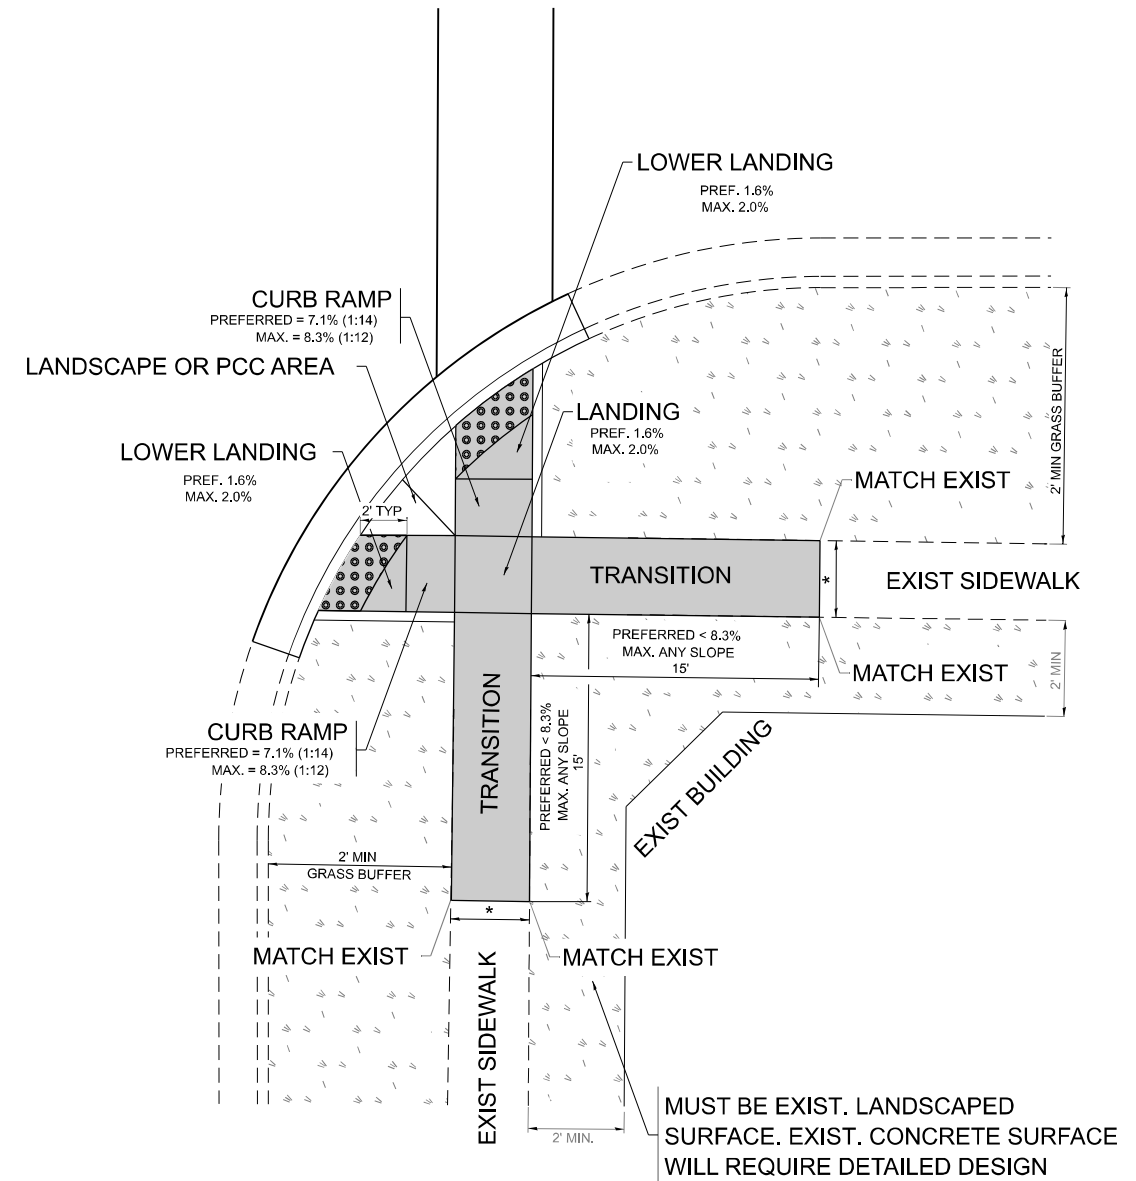 LOWER LANDING
PREF. 1.6%
MAX. 2.0%
CURB RAMP
PREFERRED = 7.1% (1:14)
MAX. = 8.3% (1:12)
LANDSCAPE OR PCC AREA
LANDING
PREF. 1.6%
MAX. 2.0%
LOWER LANDING
PREF. 1.6%
MAX. 2.0%
2' TYP
2' MIN GRASS BUFFER
MATCH EXIST
TRANSITION
*
EXIST SIDEWALK
PREFERRED < 8.3%
MAX. ANY SLOPE
15'
MATCH EXIST
2' MIN
CURB RAMP
PREFERRED = 7.1% (1:14)
MAX. = 8.3% (1:12)
TRANSITION
PREFERRED < 8.3%
MAX. ANY SLOPE
15'
EXIST BUILDING
2' MIN
GRASS BUFFER
*
MATCH EXIST
MATCH EXIST
EXIST SIDEWALK
2' MIN.
MUST BE EXIST. LANDSCAPED
SURFACE. EXIST. CONCRETE SURFACE
WILL REQUIRE DETAILED DESIGN